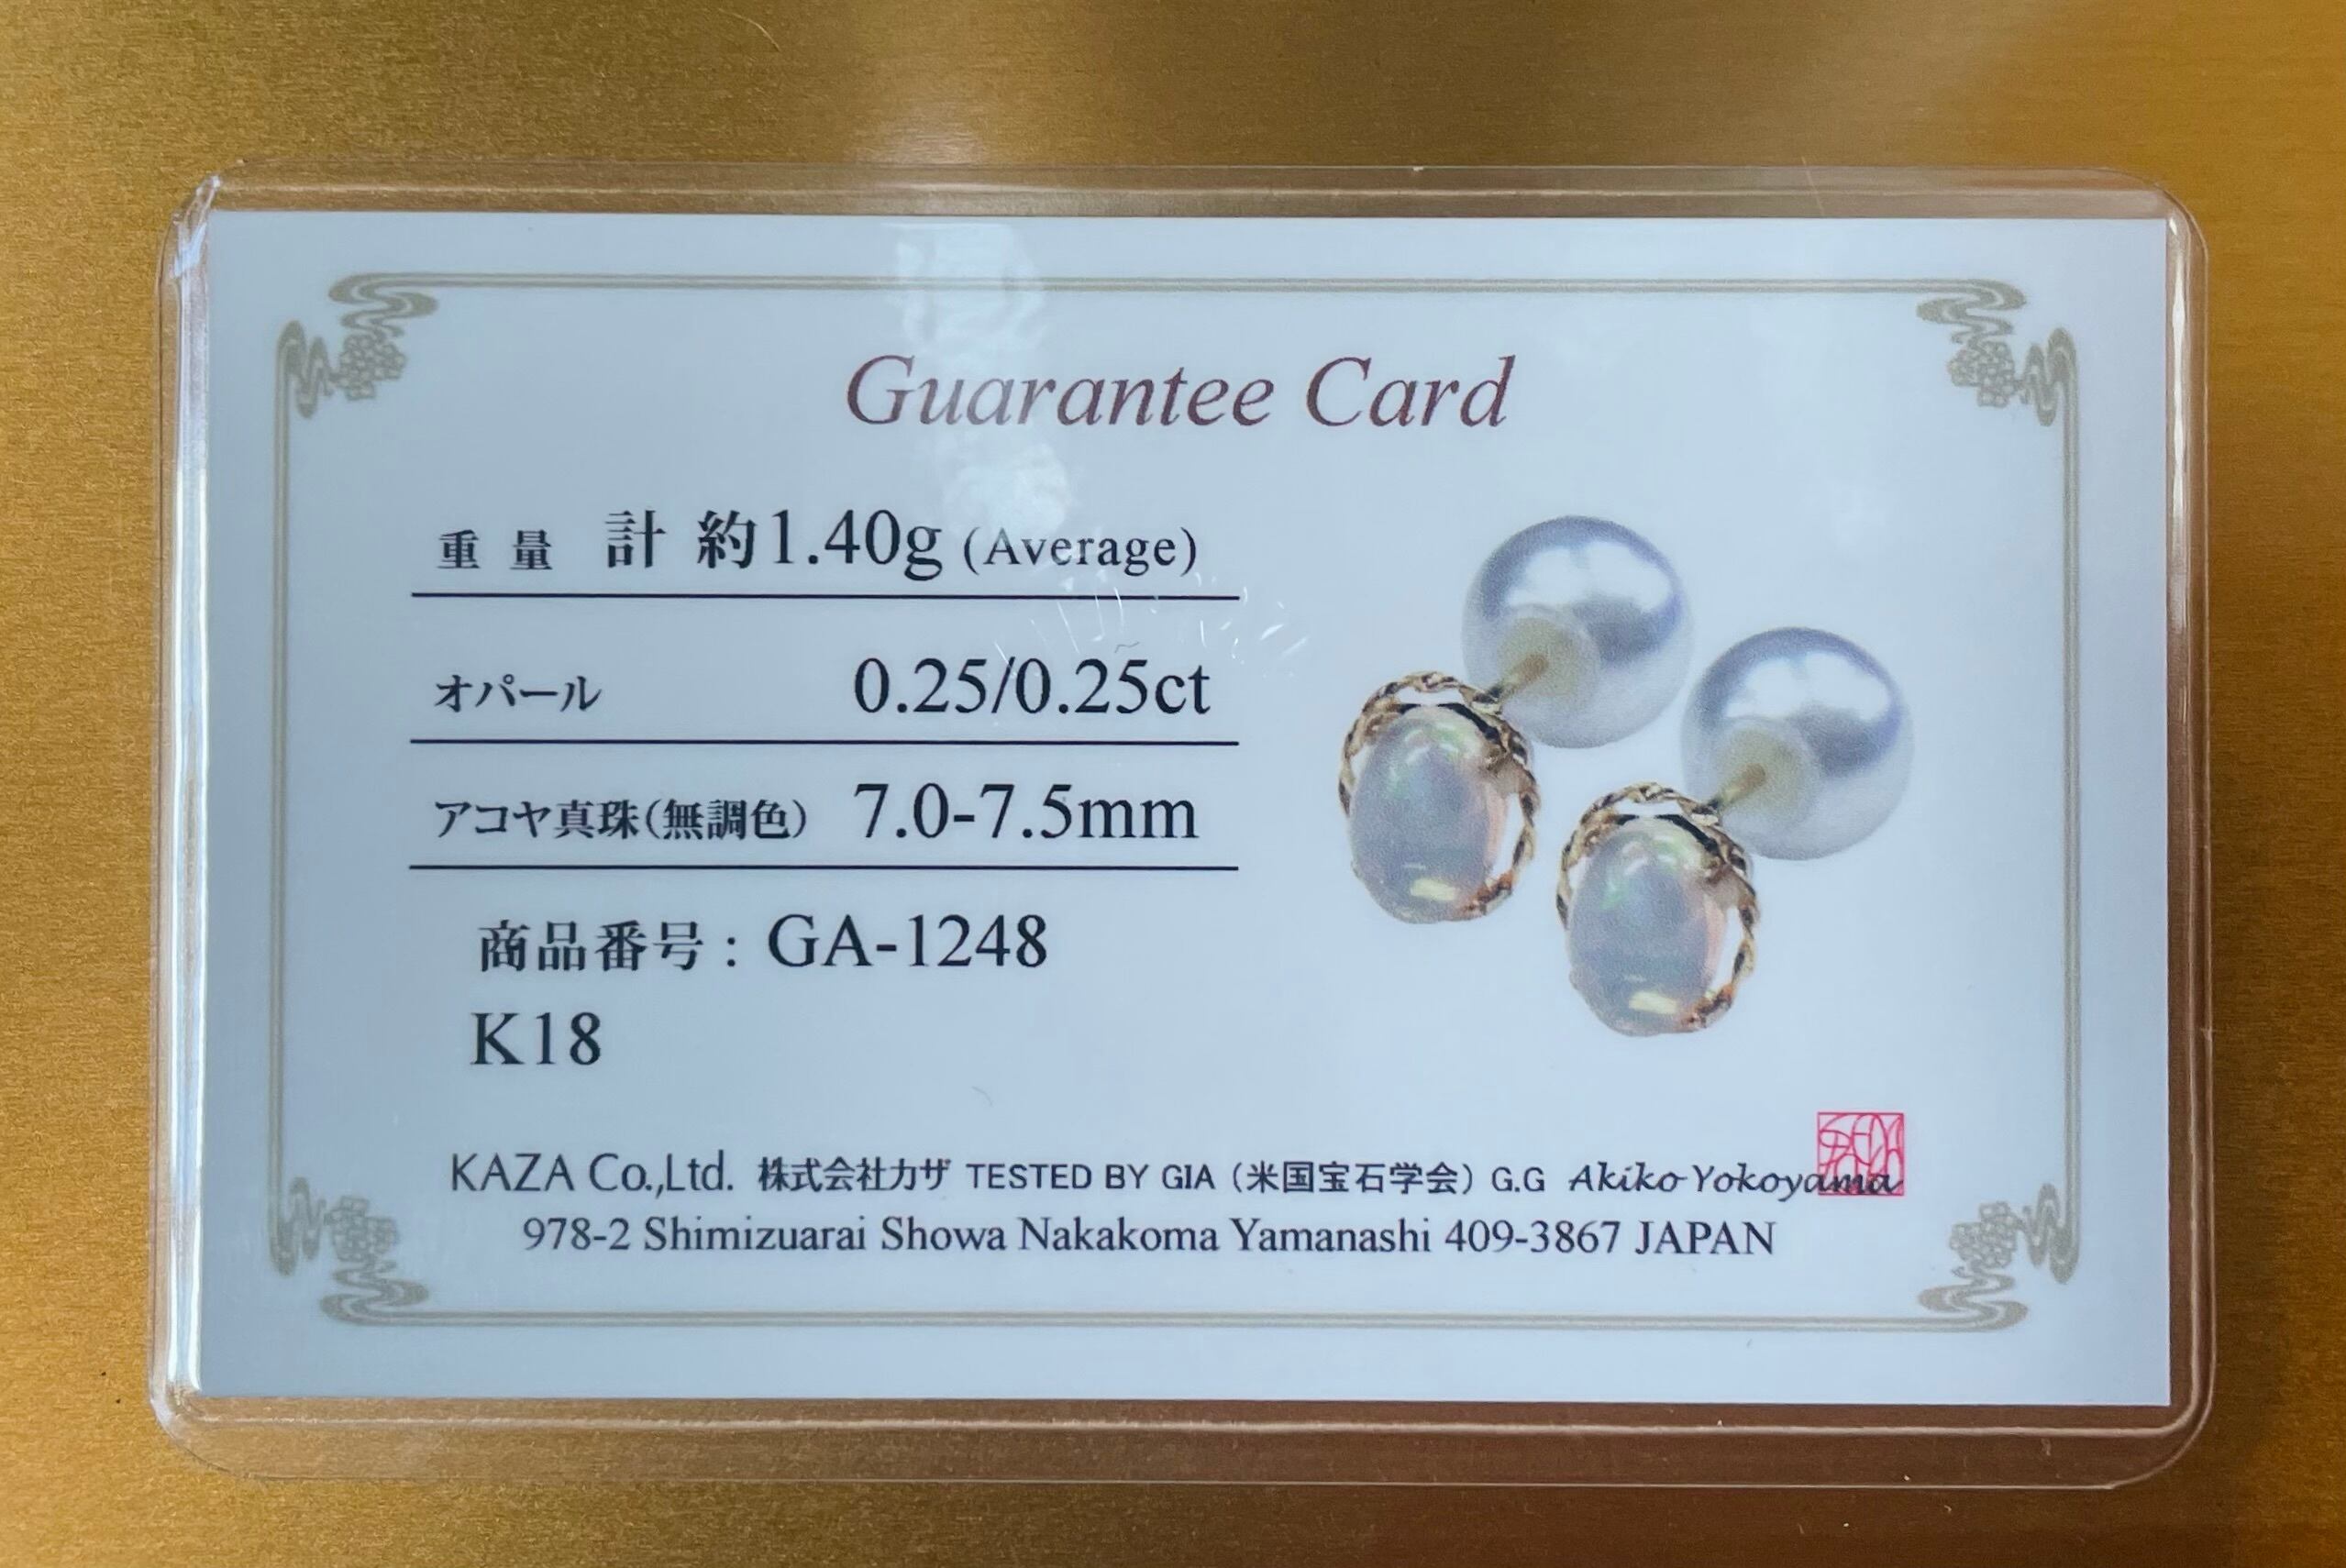 Guarantee Card
重量 計 約1.40g (Average)
オパール 0.25/0.25ct
アコヤ真珠(無調色) 7.0-7.5mm
商品番号 : GA-1248
K18
KAZA Co.,Ltd. 株式会社カザ TESTED BY GIA (米国宝石学会) G.G Akiko Yokoyama
978-2 Shimizuarai Showa Nakakoma Yamanashi 409-3867 JAPAN